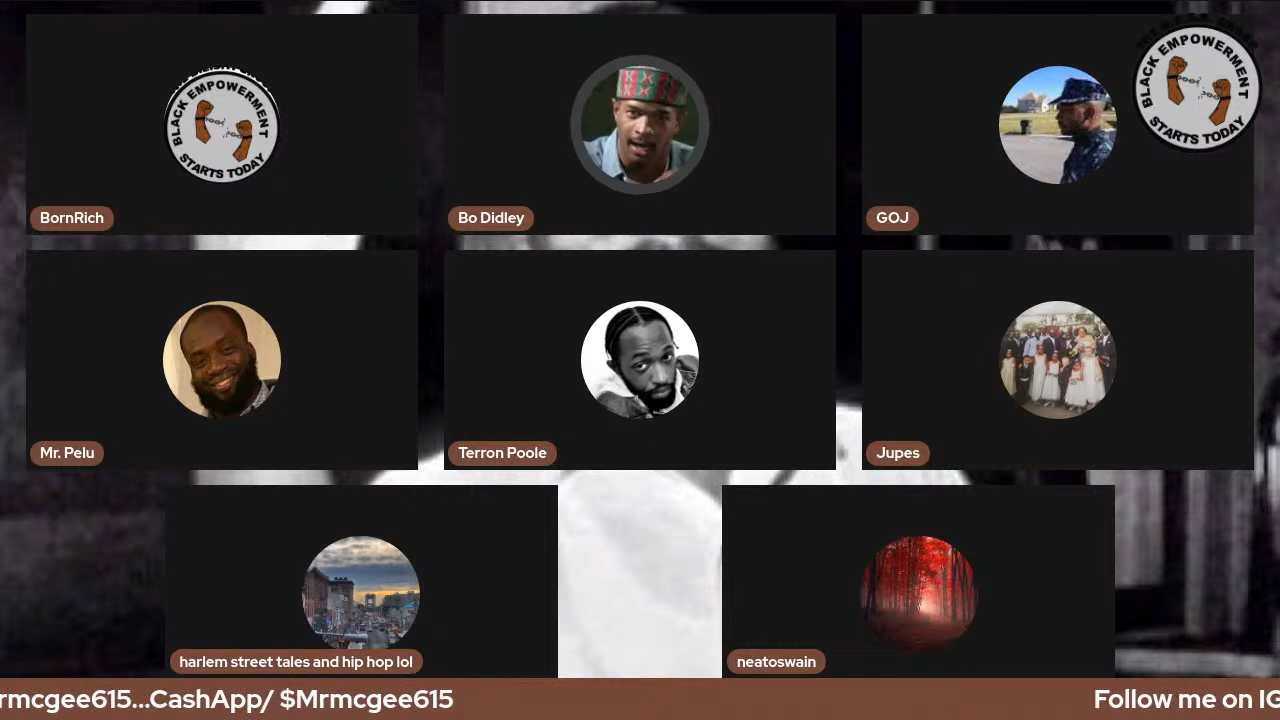 BLACK EMPOWERMENT
STARTS TODAY
BornRich
Bo Didley
GOJ
BLACK EMPOWERMENT
STARTS TODAY
Mr. Pelu
Terron Poole
Jupes
harlem street tales and hip hop lol
neatoswain
rmcgee615...CashApp/ $Mrmcgee615
Follow me on IG